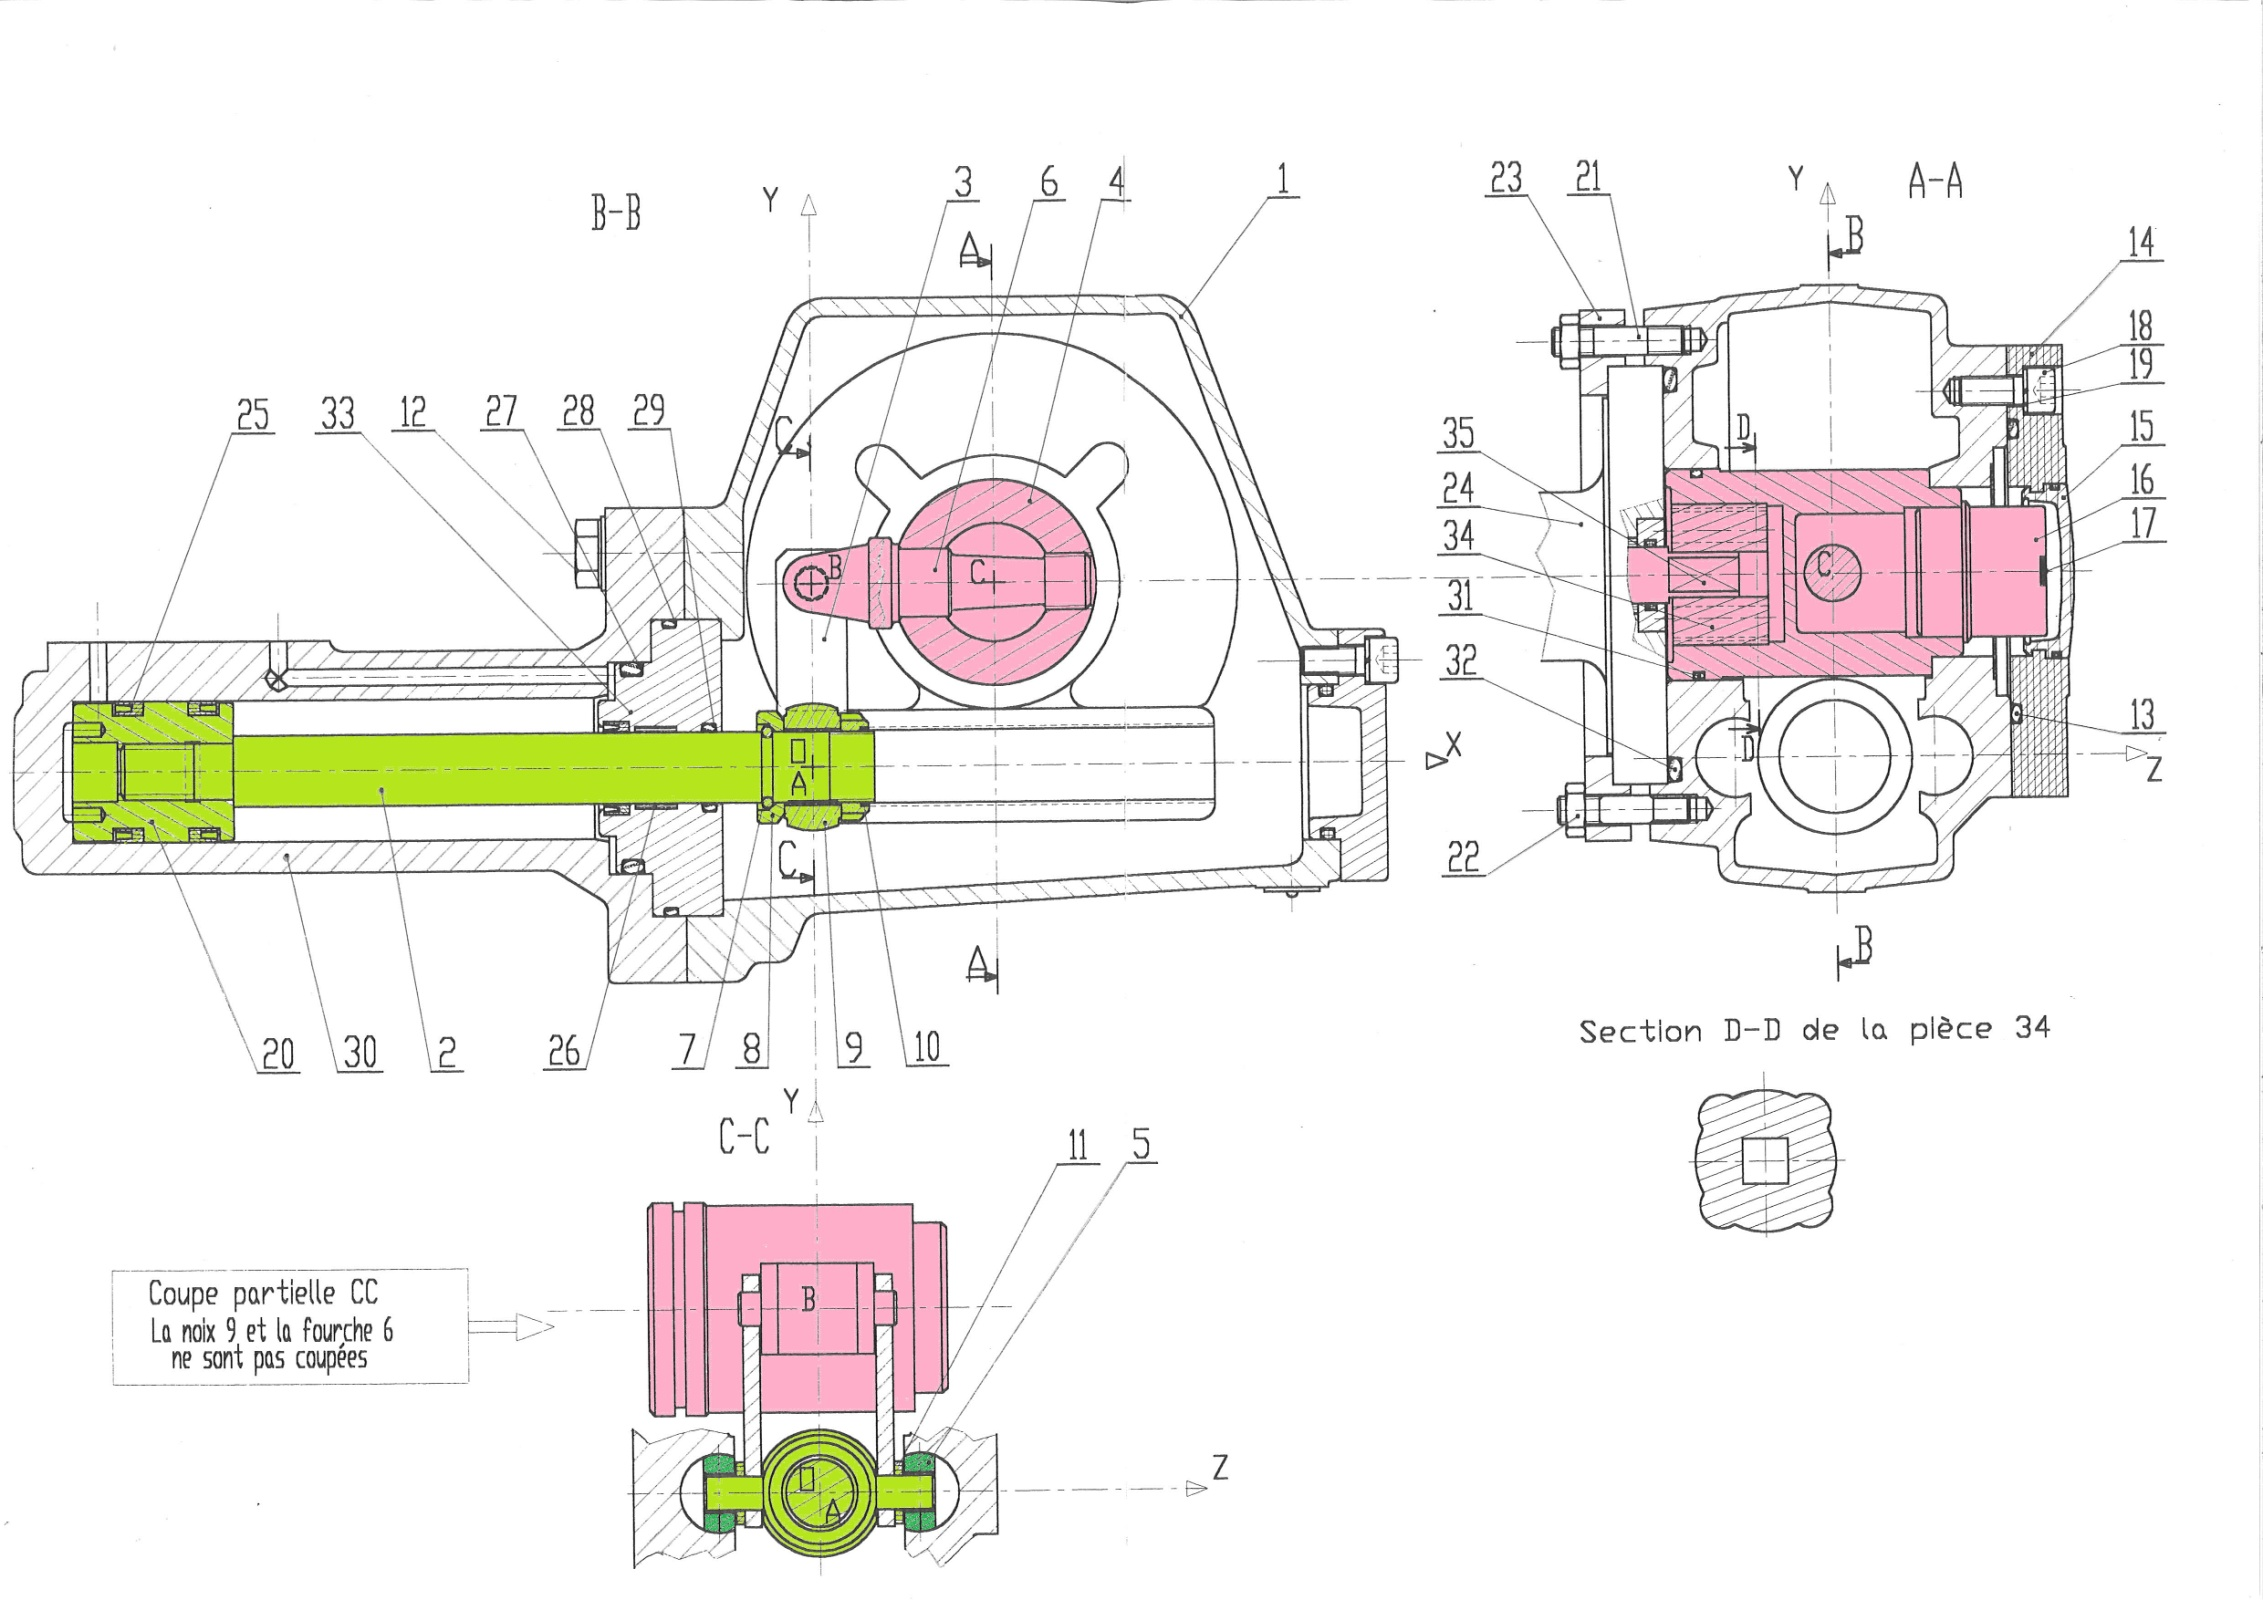 B-B
Y
3
6
4
1
A
C
25
33
12
27
28
29
B
C
X
A
C
A
20
30
2
26
7
8
9
10
23
21
Y
A-A
B
14
18
19
15
16
17
D
35
24
34
31
32
C
13
D
Z
22
B
Section D-D de la pièce 34
Y
C-C
11
5
B
Z
A
Coupe partielle CC
La noix 9 et la fourche 6
ne sont pas coupées